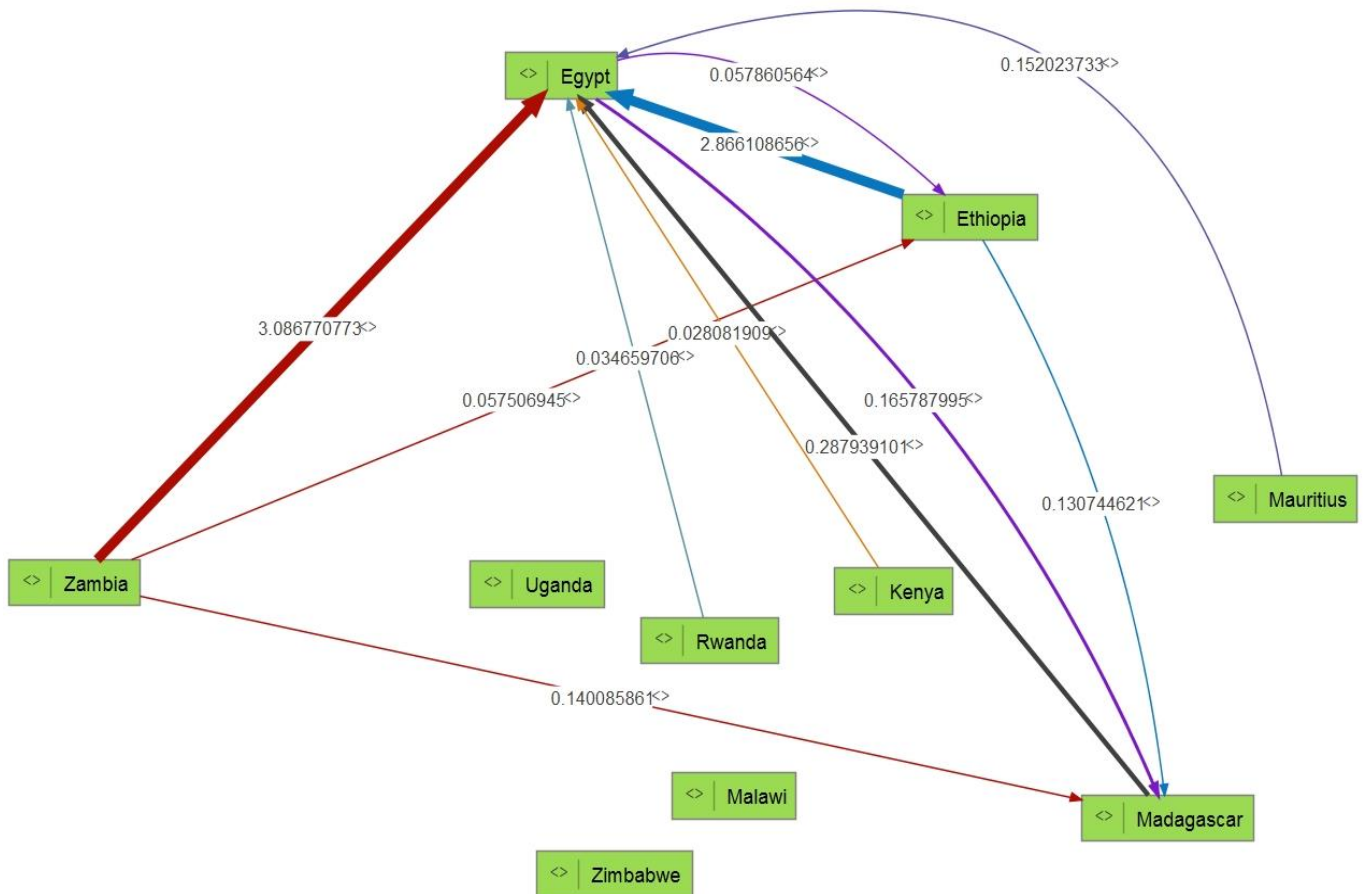 <> Egypt
0.152023733<>
0.057860564<>
2.866108656<>
<> Ethiopia
3.086770773<>
0.028081909<>
0.034659706<>
0.057506945<>
0.165787995<>
0.287939101<>
<> Mauritius
0.130744621<>
<> Zambia
<> Uganda
<> Kenya
<> Rwanda
0.140085861<>
<> Malawi
<> Madagascar
<> Zimbabwe